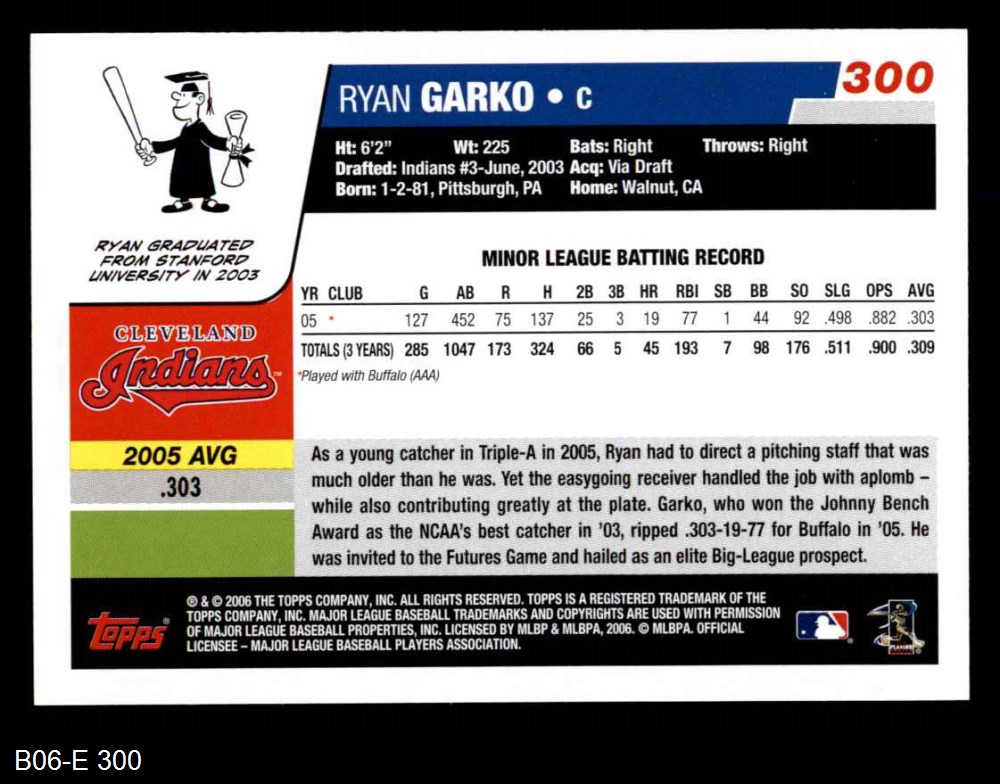 300
RYAN GARKO • C
Ht: 6'2" Wt: 225 Bats: Right Throws: Right
Drafted: Indians #3-June, 2003 Acq: Via Draft
Born: 1-2-81, Pittsburgh, PA Home: Walnut, CA
RYAN GRADUATED
FROM STANFORD
UNIVERSITY IN 2003
MINOR LEAGUE BATTING RECORD
YR CLUB G AB R H 2B 3B HR RBI SB BB SO SLG OPS AVG
05 * 127 452 75 137 25 3 19 77 1 44 92 .498 .882 .303
TOTALS (3 YEARS) 285 1047 173 324 66 5 45 193 7 98 176 .511 .900 .309
*Played with Buffalo (AAA)
CLEVELAND
Indians™
2005 AVG
.303
As a young catcher in Triple-A in 2005, Ryan had to direct a pitching staff that was
much older than he was. Yet the easygoing receiver handled the job with aplomb –
while also contributing greatly at the plate. Garko, who won the Johnny Bench
Award as the NCAA's best catcher in '03, ripped .303-19-77 for Buffalo in '05. He
was invited to the Futures Game and hailed as an elite Big-League prospect.
Topps®
® & © 2006 THE TOPPS COMPANY, INC. ALL RIGHTS RESERVED. TOPPS IS A REGISTERED TRADEMARK OF THE
TOPPS COMPANY, INC. MAJOR LEAGUE BASEBALL TRADEMARKS AND COPYRIGHTS ARE USED WITH PERMISSION
OF MAJOR LEAGUE BASEBALL PROPERTIES, INC. LICENSED BY MLBP & MLBPA, 2006. © MLBPA. OFFICIAL
LICENSEE – MAJOR LEAGUE BASEBALL PLAYERS ASSOCIATION.
B06-E 300